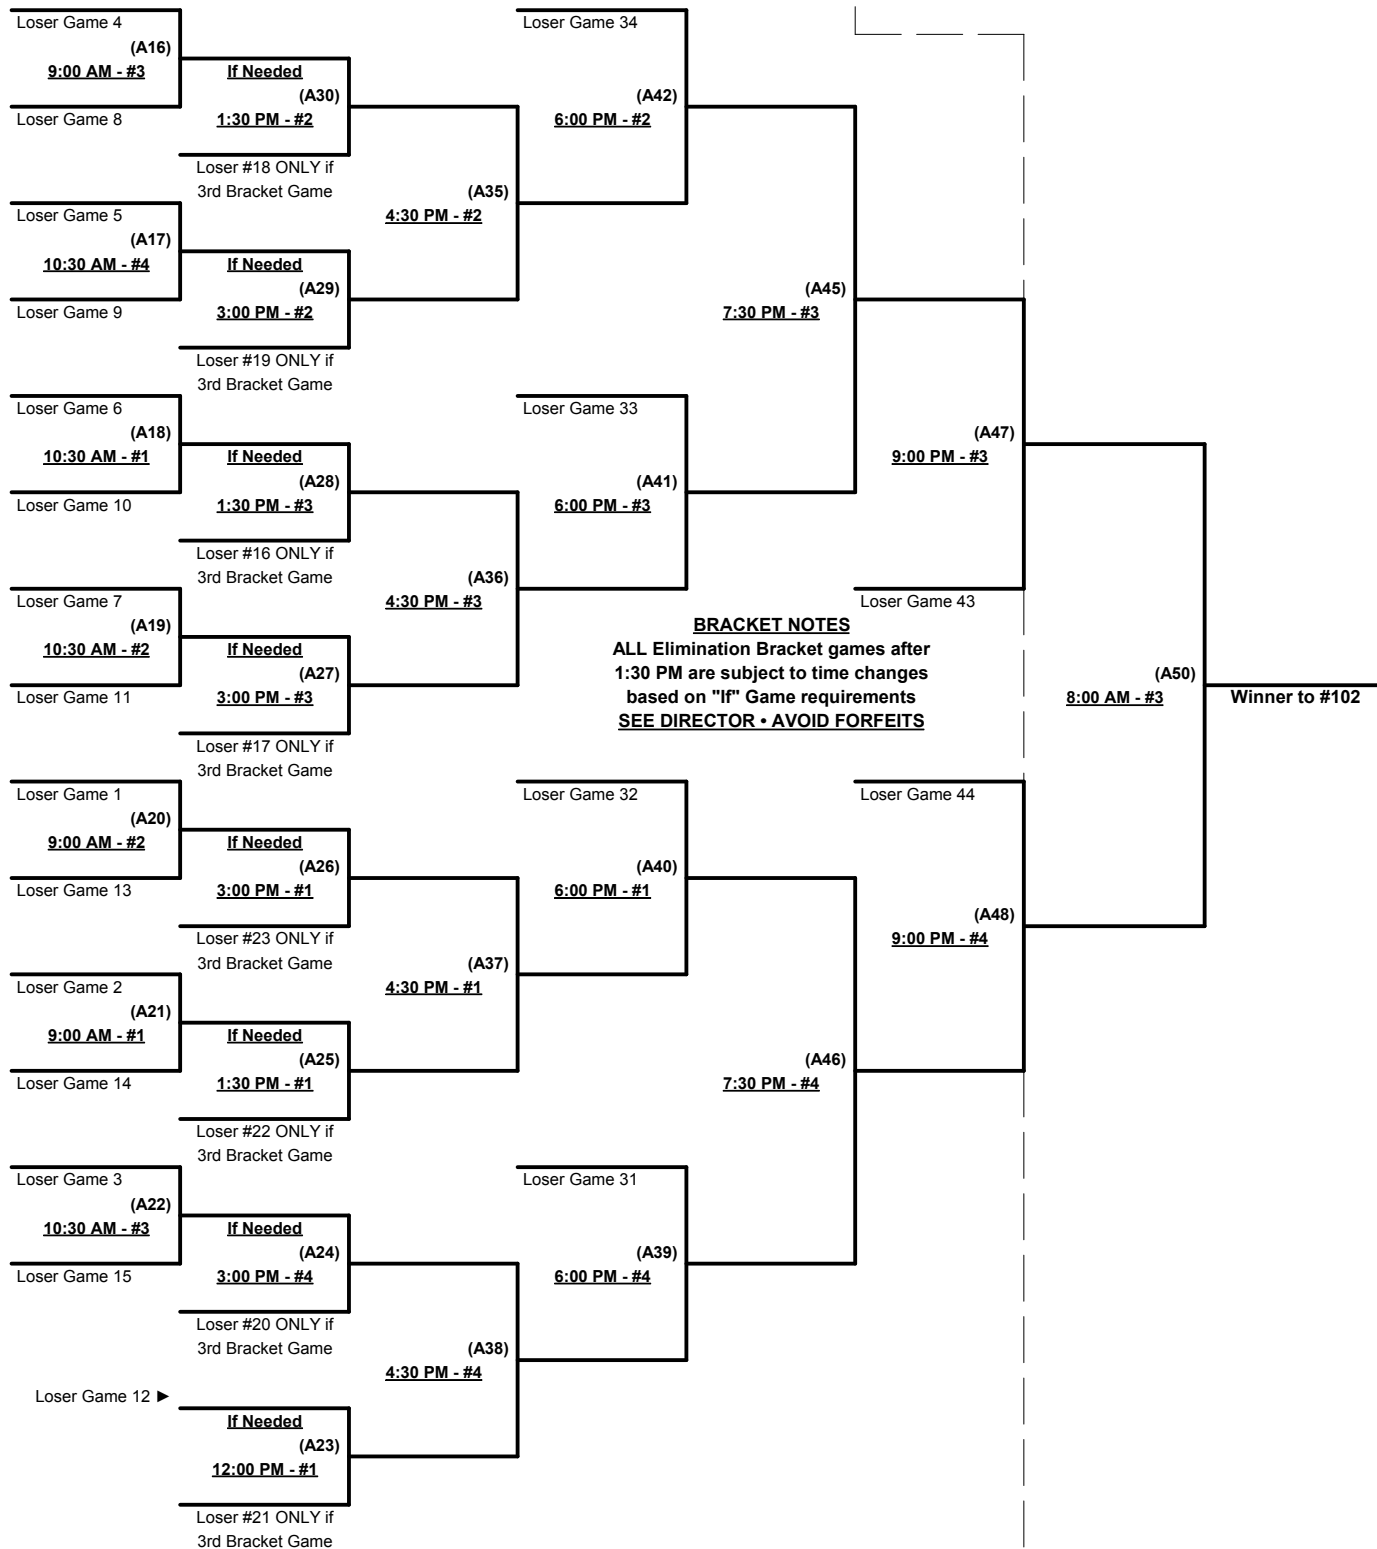 Loser Game 4
(A16)
9:00 AM - #3
Loser Game 8
If Needed
(A30)
1:30 PM - #2
Loser #18 ONLY if
3rd Bracket Game
Loser Game 5
(A17)
10:30 AM - #4
Loser Game 9
If Needed
(A29)
3:00 PM - #2
Loser #19 ONLY if
3rd Bracket Game
Loser Game 6
(A18)
10:30 AM - #1
Loser Game 10
If Needed
(A28)
1:30 PM - #3
Loser #16 ONLY if
3rd Bracket Game
Loser Game 7
(A19)
10:30 AM - #2
Loser Game 11
If Needed
(A27)
3:00 PM - #3
Loser #17 ONLY if
3rd Bracket Game
Loser Game 1
(A20)
9:00 AM - #2
Loser Game 13
If Needed
(A26)
3:00 PM - #1
Loser #23 ONLY if
3rd Bracket Game
Loser Game 2
(A21)
9:00 AM - #1
Loser Game 14
If Needed
(A25)
1:30 PM - #1
Loser #22 ONLY if
3rd Bracket Game
Loser Game 3
(A22)
10:30 AM - #3
Loser Game 15
If Needed
(A24)
3:00 PM - #4
Loser #20 ONLY if
3rd Bracket Game
Loser Game 12 ►
If Needed
(A23)
12:00 PM - #1
Loser #21 ONLY if
3rd Bracket Game
(A35)
4:30 PM - #2
(A36)
4:30 PM - #3
(A37)
4:30 PM - #1
(A38)
4:30 PM - #4
Loser Game 34
(A42)
6:00 PM - #2
Loser Game 33
(A41)
6:00 PM - #3
Loser Game 32
(A40)
6:00 PM - #1
Loser Game 31
(A39)
6:00 PM - #4
(A45)
7:30 PM - #3
BRACKET NOTES
ALL Elimination Bracket games after
1:30 PM are subject to time changes
based on "If" Game requirements
SEE DIRECTOR • AVOID FORFEITS
(A46)
7:30 PM - #4
(A47)
9:00 PM - #3
Loser Game 43
Loser Game 44
(A48)
9:00 PM - #4
(A50)
8:00 AM - #3
Winner to #102